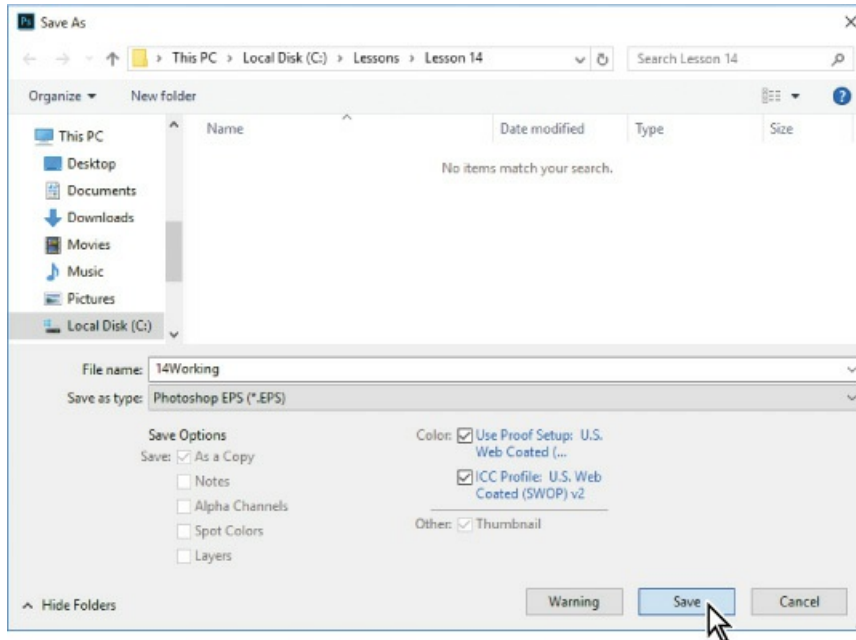 Ps Save As
This PC > Local Disk (C:) > Lessons > Lesson 14
Search Lesson 14
Organize
New folder
?
This PC
Desktop
Documents
Downloads
Movies
Music
Pictures
Local Disk (C:)
Name
Date modified
Type
Size
No items match your search.
File name: 14Working
Save as type: Photoshop EPS (*.EPS)
Save Options
Save: As a Copy
Notes
Alpha Channels
Spot Colors
Layers
Color: Use Proof Setup: U.S.
Web Coated (...
ICC Profile: U.S. Web
Coated (SWOP) v2
Other: Thumbnail
Hide Folders
Warning
Save
Cancel